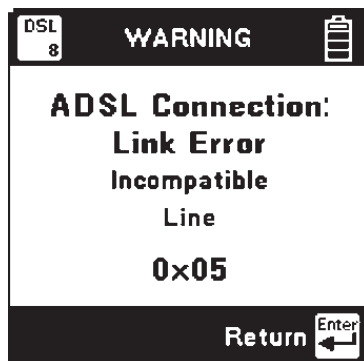 DSL
8
WARNING
ADSL Connection:
Link Error
Incompatible
Line
0x05
Return
Enter